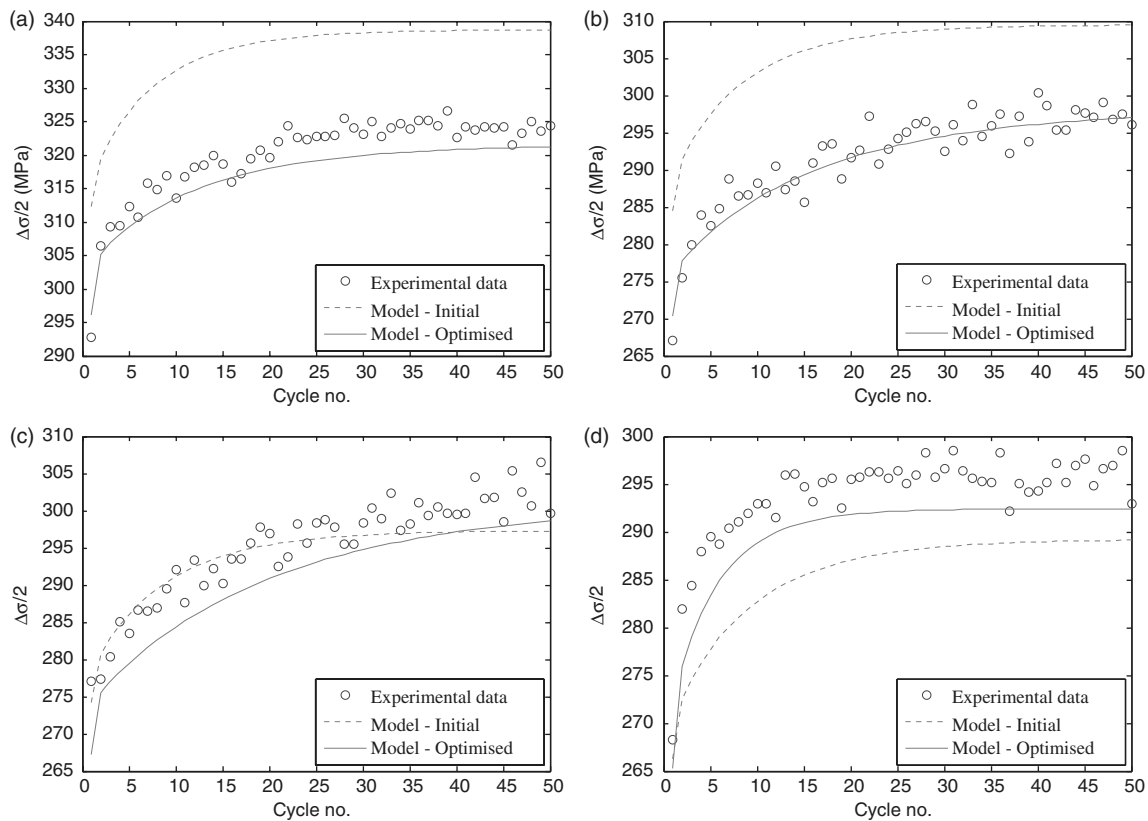 (a)
340
335
330
325
320
315
310
305
300
295
290
Δσ/2 (MPa)
Experimental data
Model - Initial
Model - Optimised
0 5 10 15 20 25 30 35 40 45 50
Cycle no.
(b)
310
305
300
295
290
285
280
275
270
265
Δσ/2 (MPa)
Experimental data
Model - Initial
Model - Optimised
0 5 10 15 20 25 30 35 40 45 50
Cycle no.
(c)
310
305
300
295
290
285
280
275
270
265
Δσ/2
Experimental data
Model - Initial
Model - Optimised
0 5 10 15 20 25 30 35 40 45 50
Cycle no.
(d)
300
295
290
285
280
275
270
265
Δσ/2
Experimental data
Model - Initial
Model - Optimised
0 5 10 15 20 25 30 35 40 45 50
Cycle no.